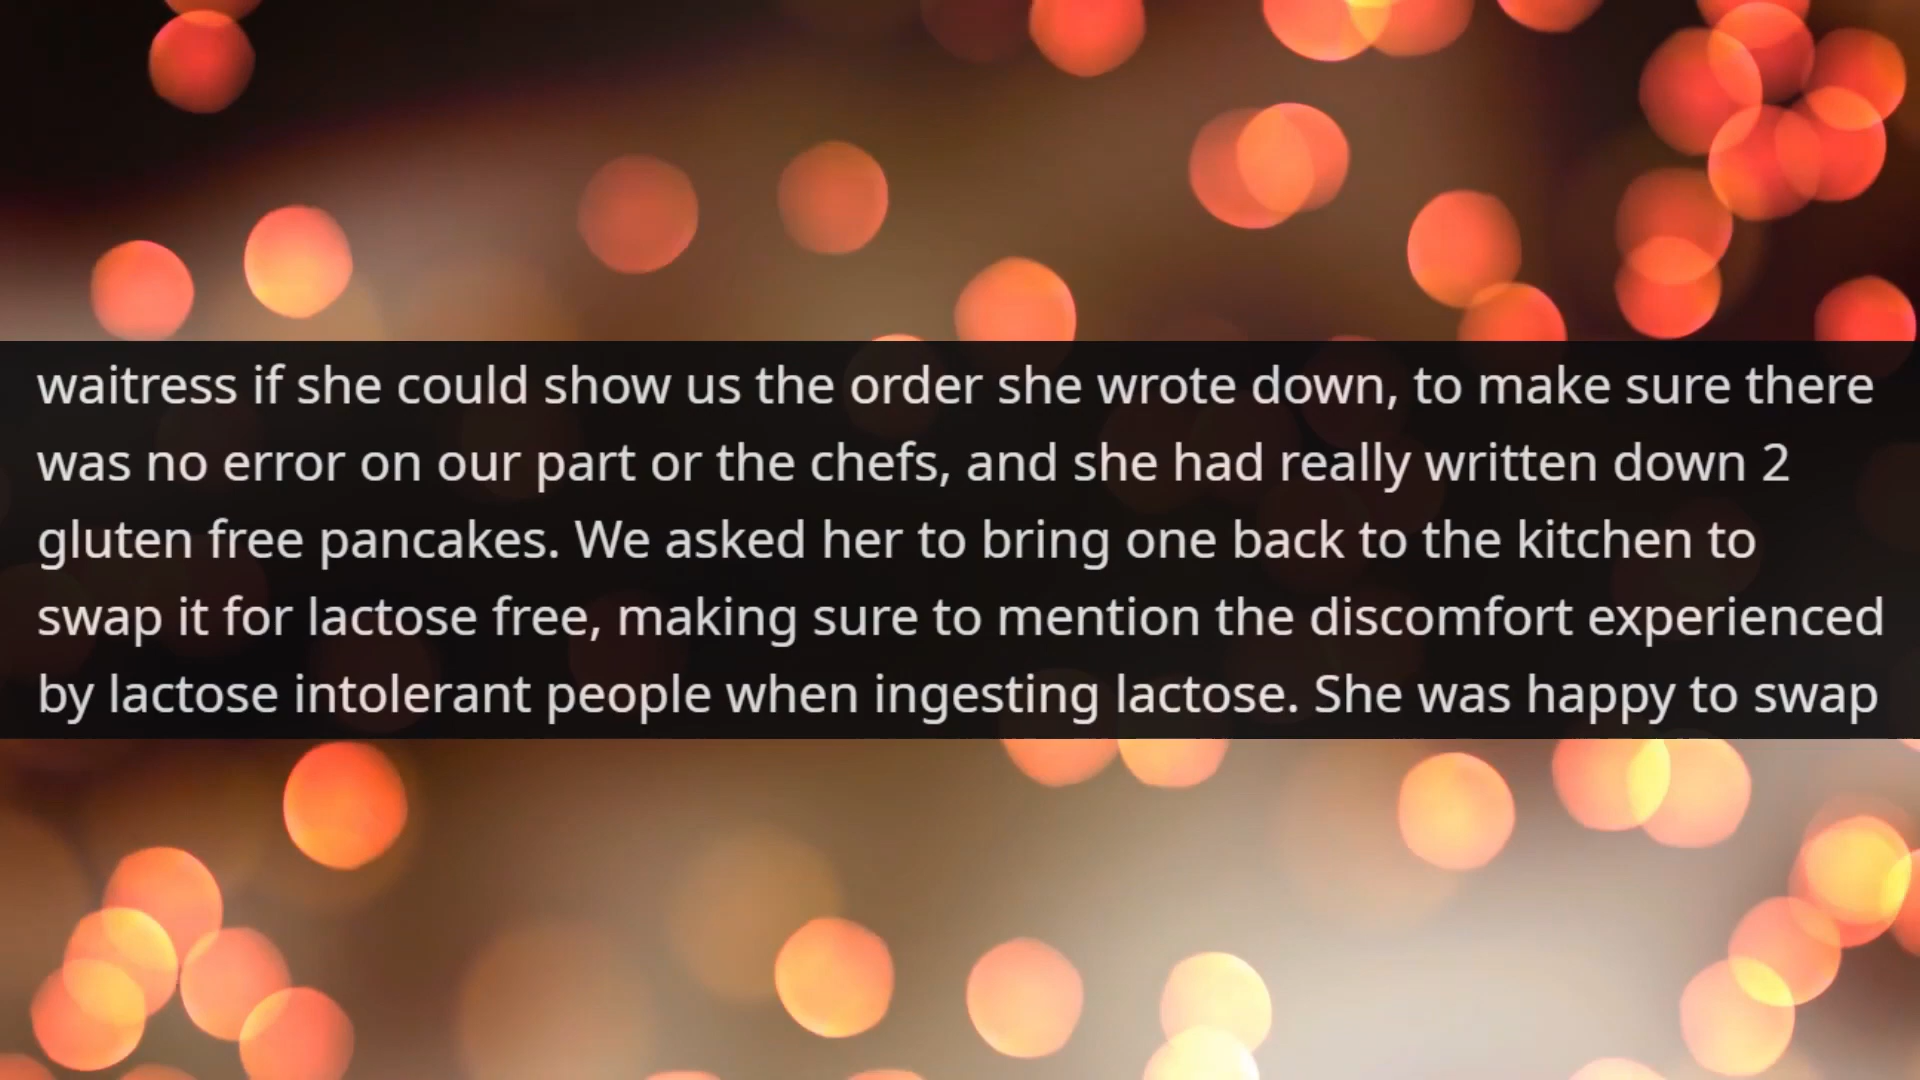 waitress if she could show us the order she wrote down, to make sure there
was no error on our part or the chefs, and she had really written down 2
gluten free pancakes. We asked her to bring one back to the kitchen to
swap it for lactose free, making sure to mention the discomfort experienced
by lactose intolerant people when ingesting lactose. She was happy to swap